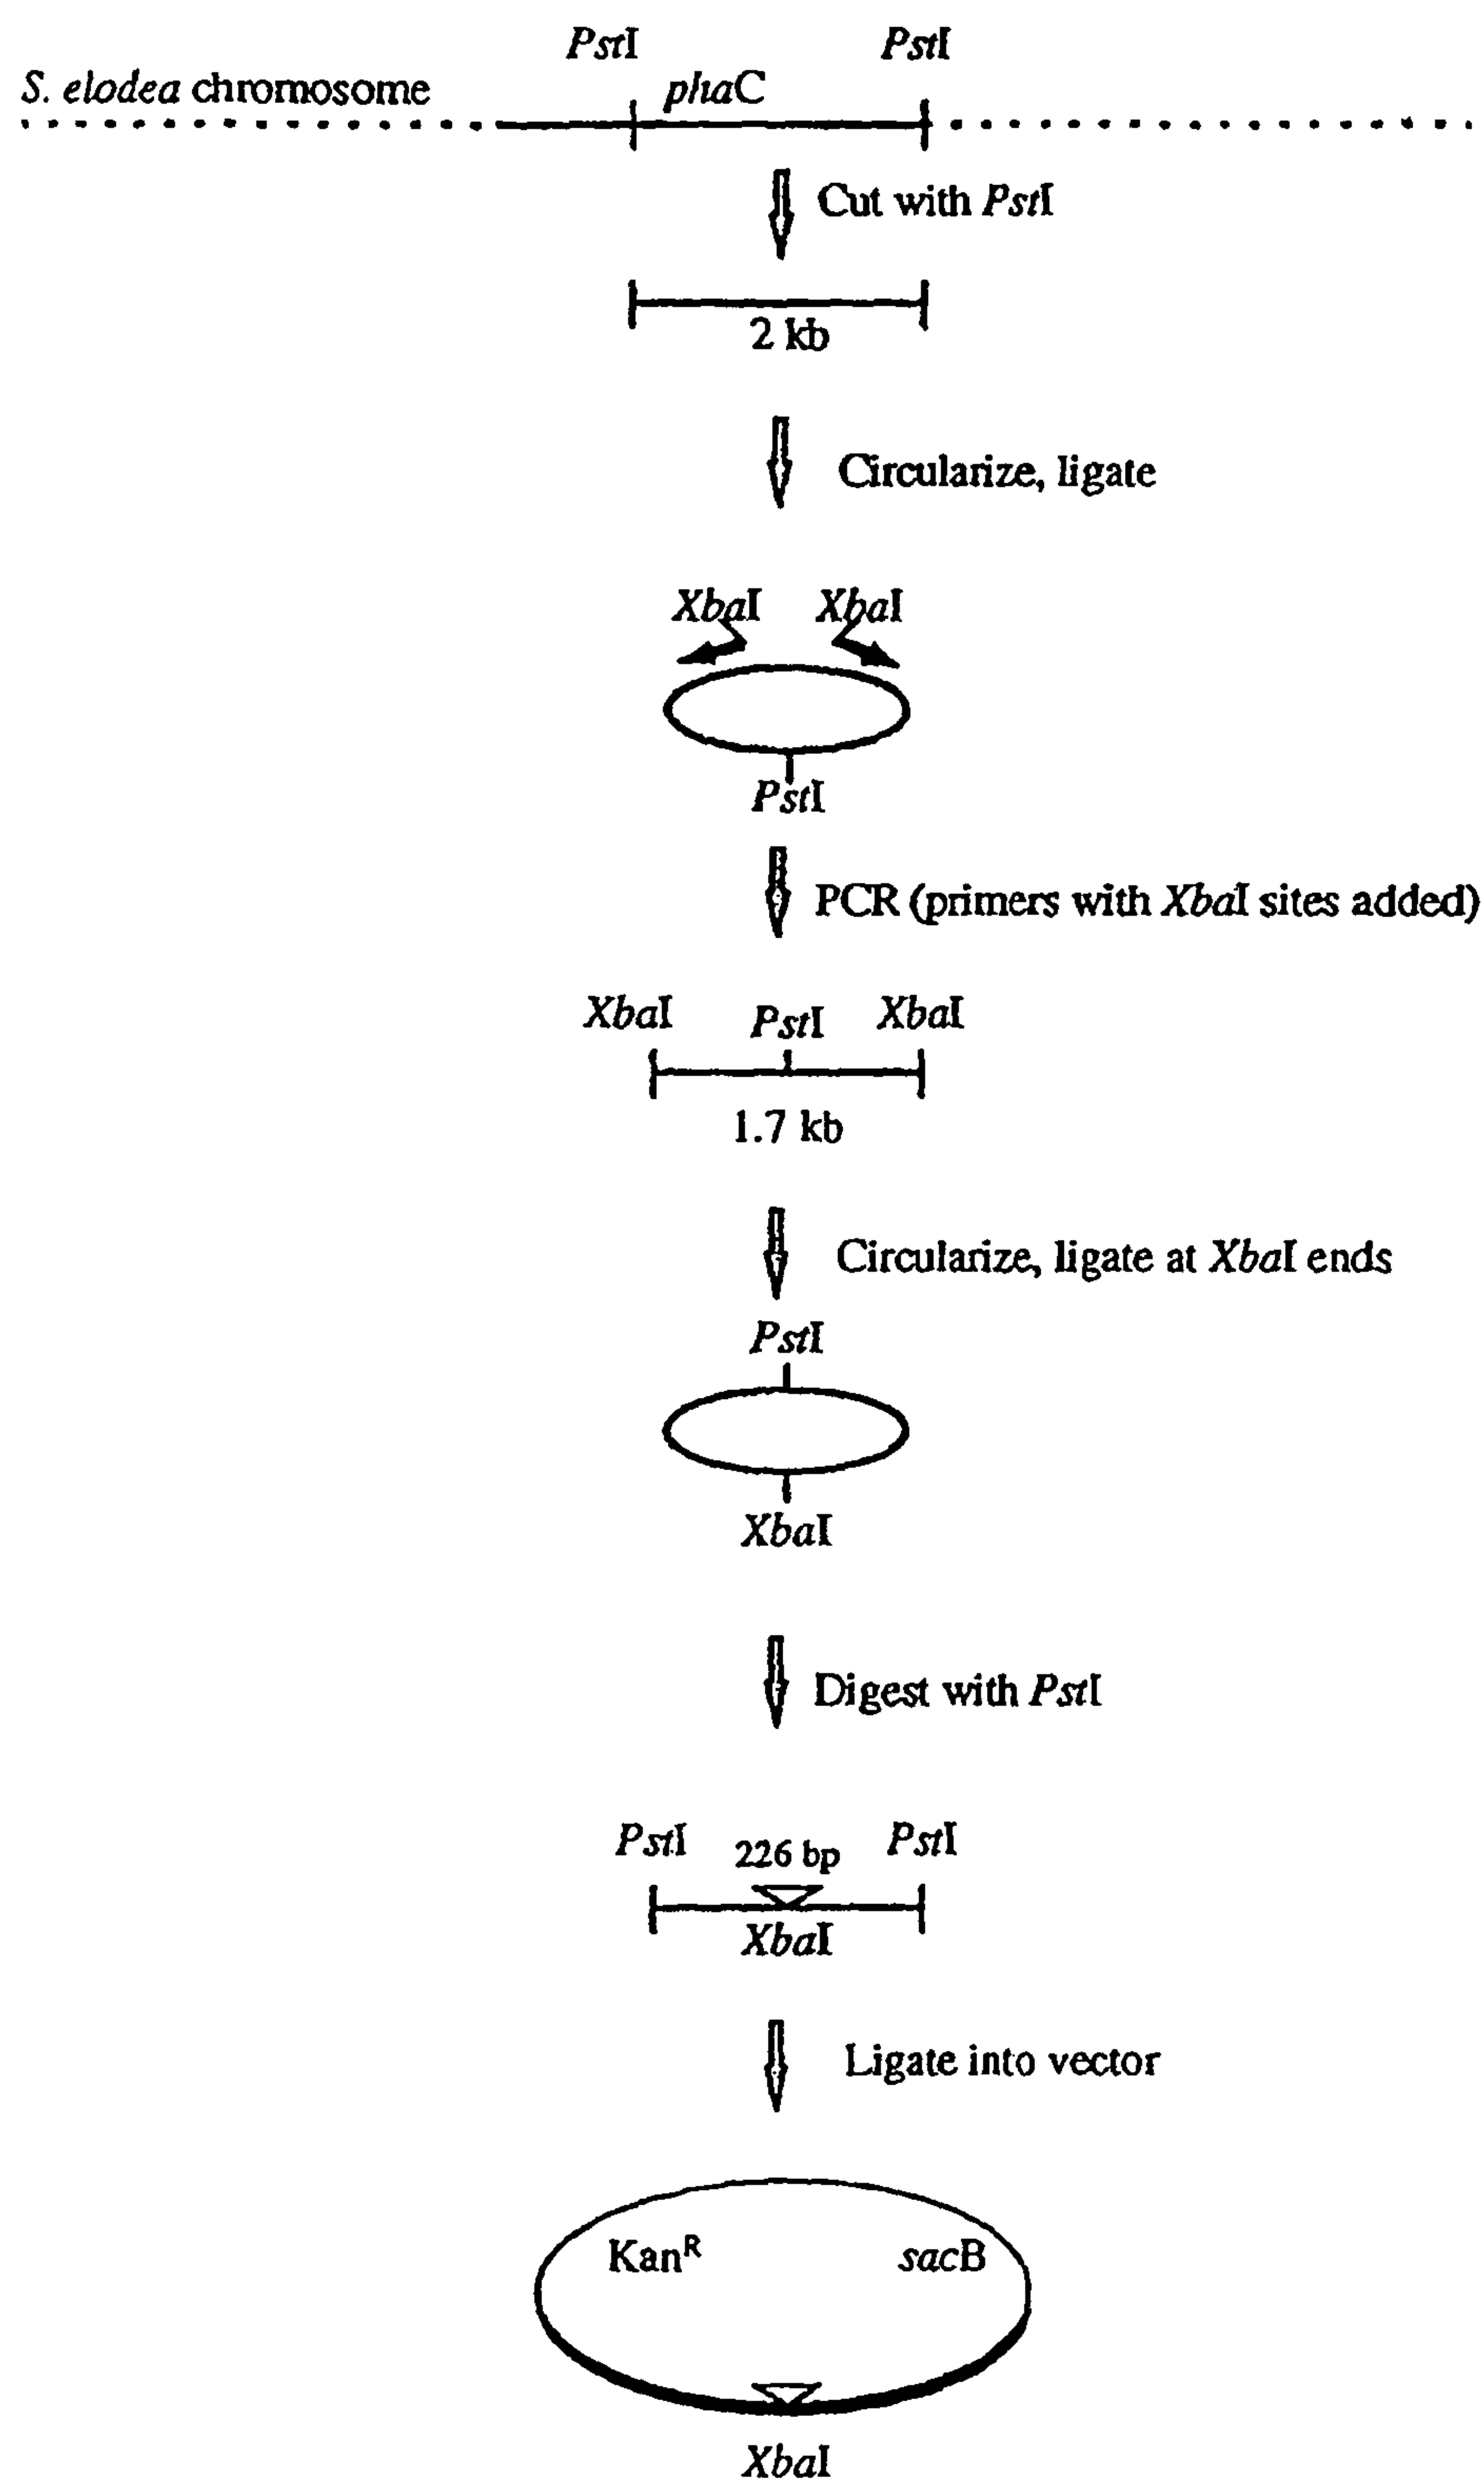 PstI PstI
S. elodea chromosome phaC
Cut with PstI
2 kb
Circularize, ligate
XbaI XbaI
PstI
PCR (primers with XbaI sites added)
XbaI PstI XbaI
1.7 kb
Circularize, ligate at XbaI ends
PstI
XbaI
Digest with PstI
PstI 226 bp PstI
XbaI
Ligate into vector
Kan^R sacB
XbaI